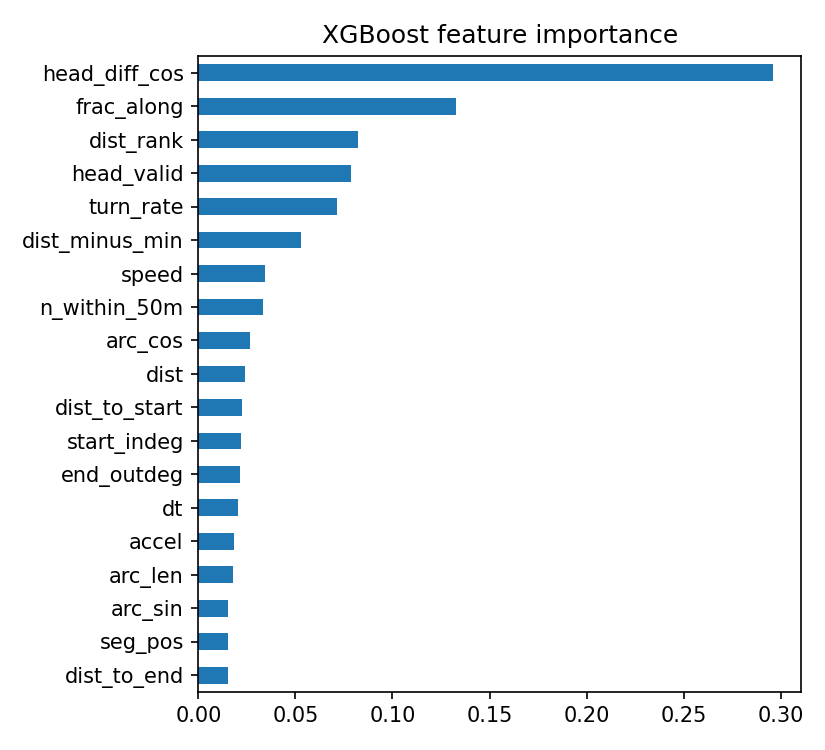 XGBoost feature importance
head_diff_cos
frac_along
dist_rank
head_valid
turn_rate
dist_minus_min
speed
n_within_50m
arc_cos
dist
dist_to_start
start_indeg
end_outdeg
dt
accel
arc_len
arc_sin
seg_pos
dist_to_end
0.00 0.05 0.10 0.15 0.20 0.25 0.30